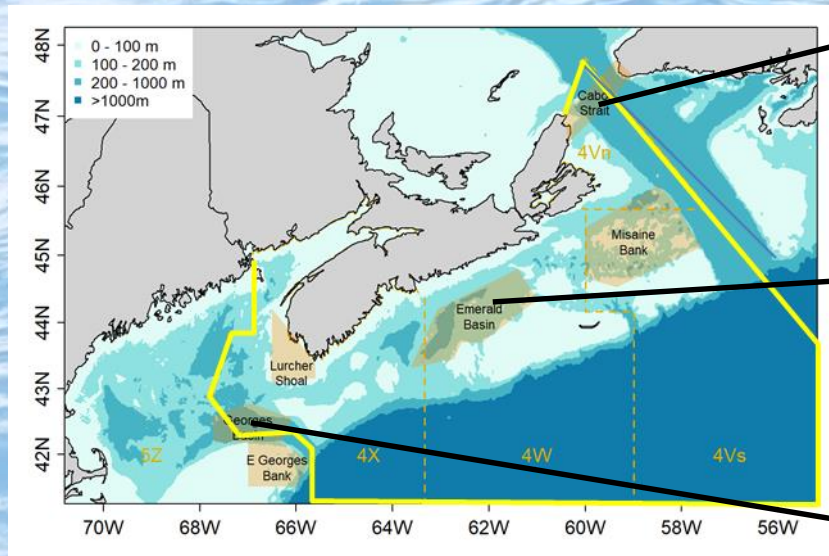 48N
47N
46N
45N
44N
43N
42N
0 - 100 m
100 - 200 m
200 - 1000 m
>1000m
Cabot
Strait
4Vn
Misaine
Bank
Emerald
Basin
Lurcher
Shoal
Georges
Basin
E Georges
Bank
5Z
4X
4W
4Vs
70W
68W
66W
64W
62W
60W
58W
56W